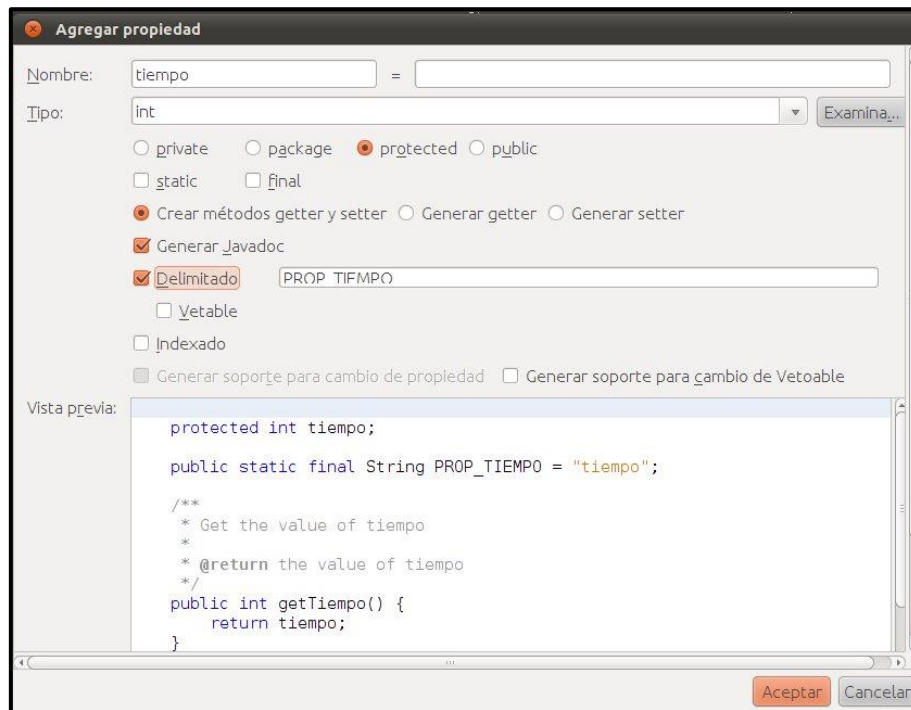 Agregar propiedad
Nombre: tiempo =
Tipo: int Examina...
private package protected public
static final
Crear métodos getter y setter Generar getter Generar setter
Generar Javadoc
Delimitado PROP_TIEMPO
Vetable
Indexado
Generar soporte para cambio de propiedad Generar soporte para cambio de Vetoable
Vista previa:
protected int tiempo;
public static final String PROP_TIEMPO = "tiempo";
/**
* Get the value of tiempo
*
* @return the value of tiempo
*/
public int getTiempo() {
return tiempo;
}
Aceptar Cancelar